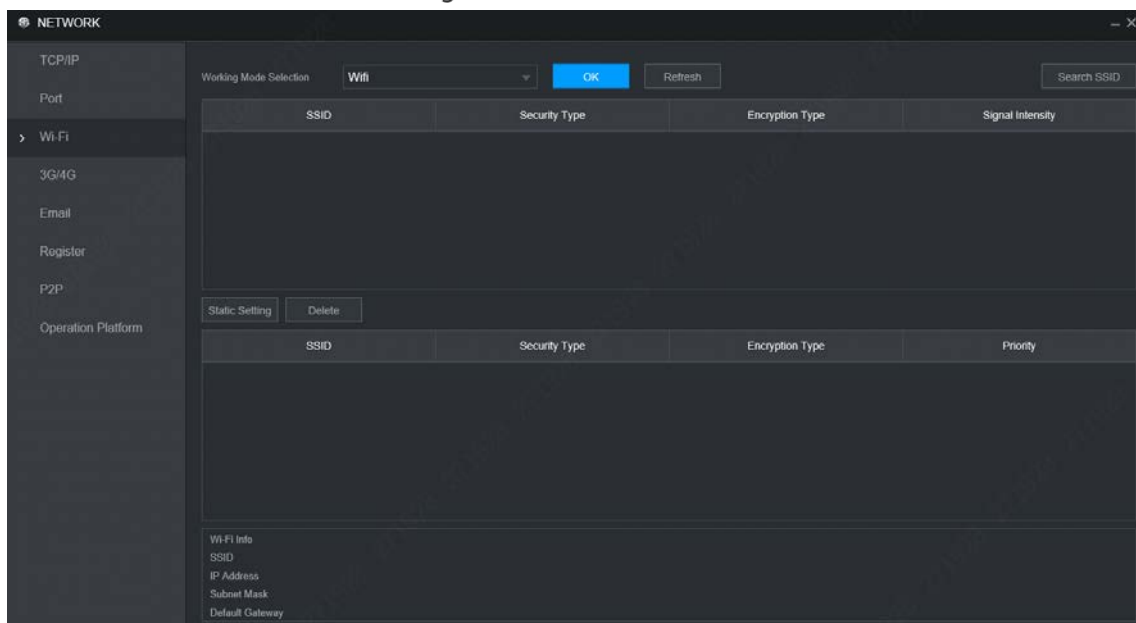 NETWORK
TCP/IP
Port
Wi-Fi
3G/4G
Email
Register
P2P
Operation Platform
Working Mode Selection Wifi OK Refresh Search SSID
SSID Security Type Encryption Type Signal Intensity
Static Setting Delete
SSID Security Type Encryption Type Priority
Wi-Fi Info
SSID
IP Address
Subnet Mask
Default Gateway